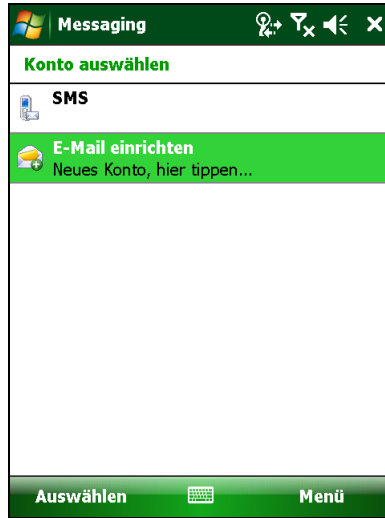 Messaging
Konto auswählen
SMS
E-Mail einrichten
Neues Konto, hier tippen...
Auswählen Menü